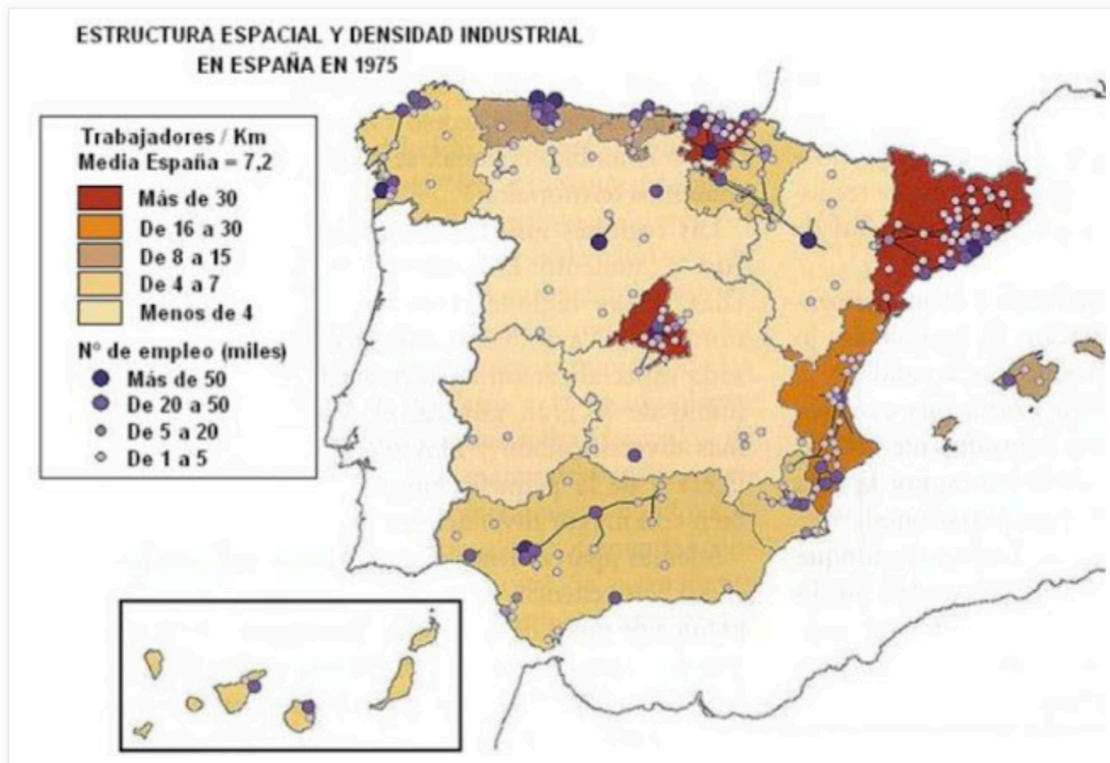 ESTRUCTURA ESPACIAL Y DENSIDAD INDUSTRIAL
EN ESPAÑA EN 1975
Trabajadores / Km
Media España = 7,2
Más de 30
De 16 a 30
De 8 a 15
De 4 a 7
Menos de 4
Nº de empleo (miles)
Más de 50
De 20 a 50
De 5 a 20
De 1 a 5